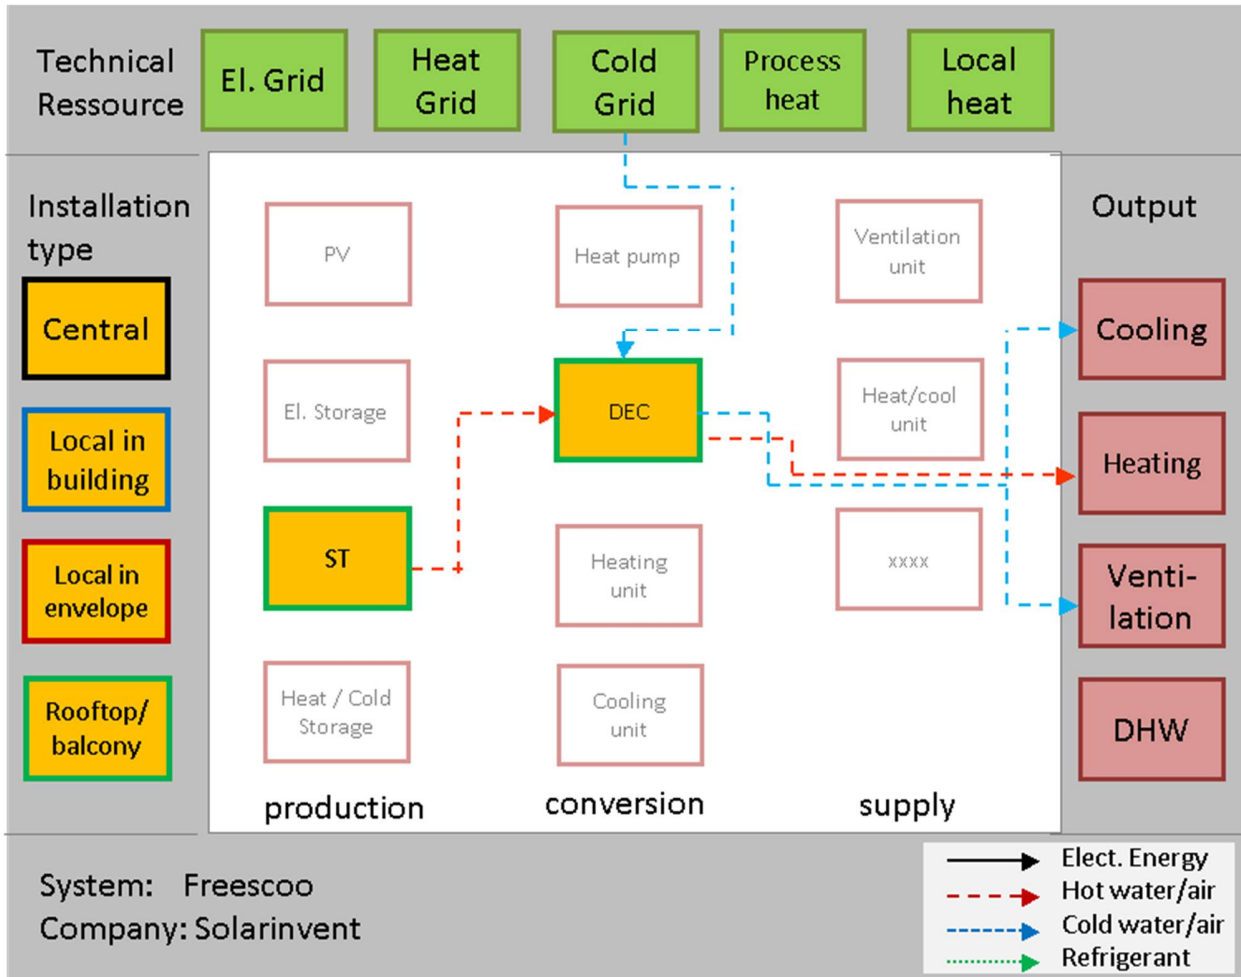 Technical
Ressource
El. Grid
Heat
Grid
Cold
Grid
Process
heat
Local
heat
Installation
type
Central
Local in
building
Local in
envelope
Rooftop/
balcony
PV
El. Storage
ST
Heat / Cold
Storage
production
Heat pump
DEC
Heating
unit
Cooling
unit
conversion
Ventilation
unit
Heat/cool
unit
xxxx
supply
Output
Cooling
Heating
Venti-
lation
DHW
System: Freescoo
Company: Solarinvent
Elect. Energy
Hot water/air
Cold water/air
Refrigerant